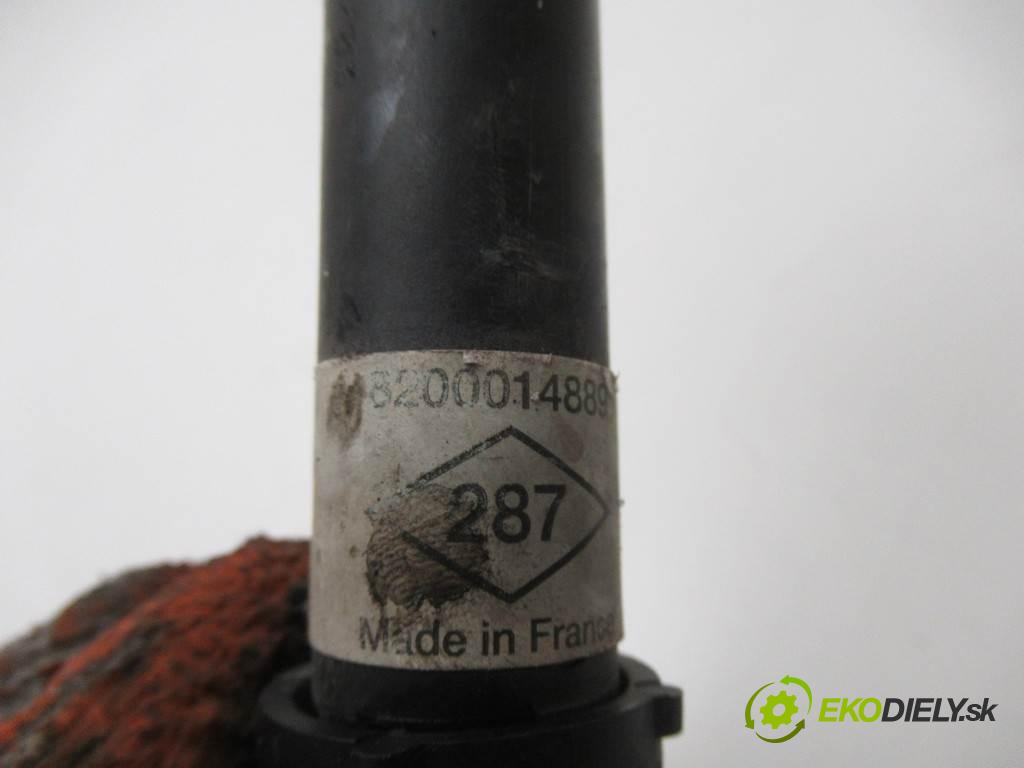 8200014889
287
Made in France
EKODIELY.sk